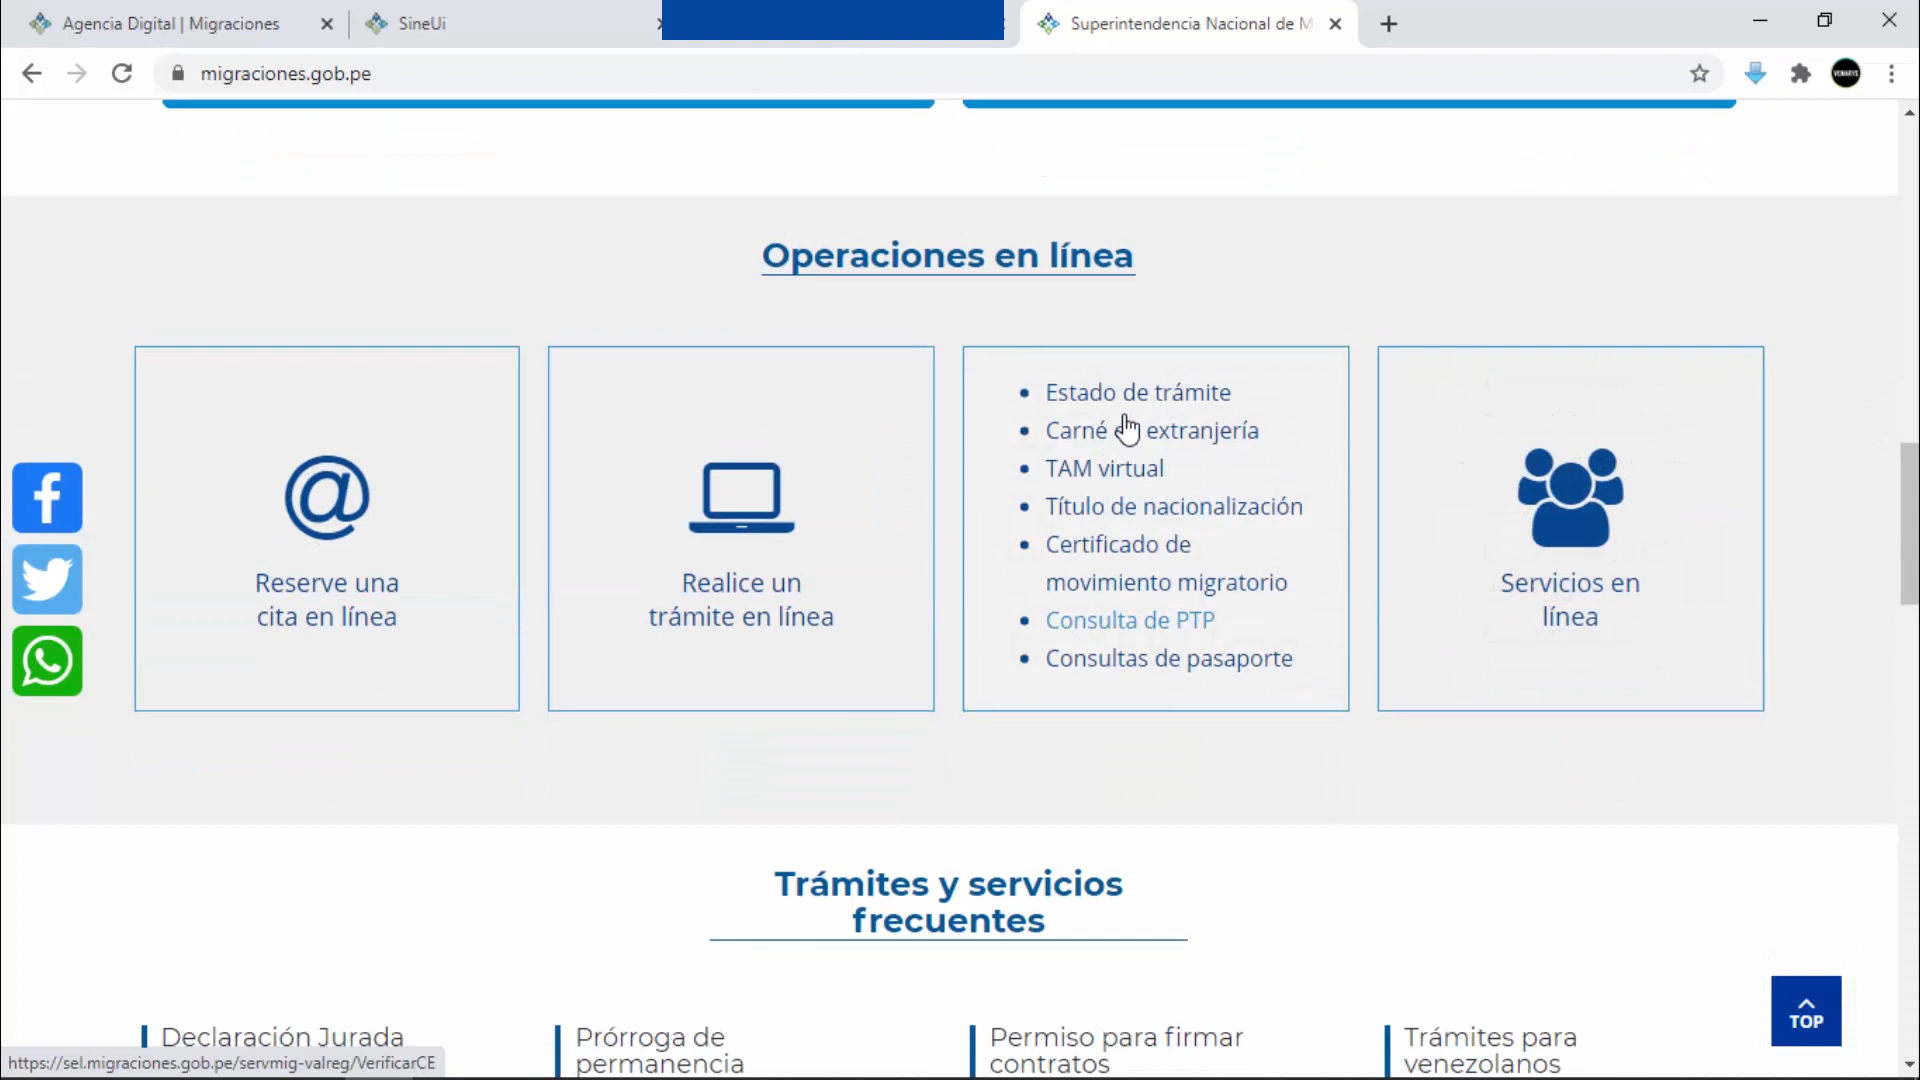 Agencia Digital | Migraciones
SineUi
Superintendencia Nacional de M
migraciones.gob.pe
VENARYS
Operaciones en línea
@
Reserve una
cita en línea
Realice un
trámite en línea
Estado de trámite
Carné extranjería
TAM virtual
Título de nacionalización
Certificado de
movimiento migratorio
Consulta de PTP
Consultas de pasaporte
Servicios en
línea
Trámites y servicios
frecuentes
TOP
Declaración Jurada
Prórroga de
permanencia
Permiso para firmar
contratos
Trámites para
venezolanos
https://sel.migraciones.gob.pe/servmig-valreg/VerificarCE